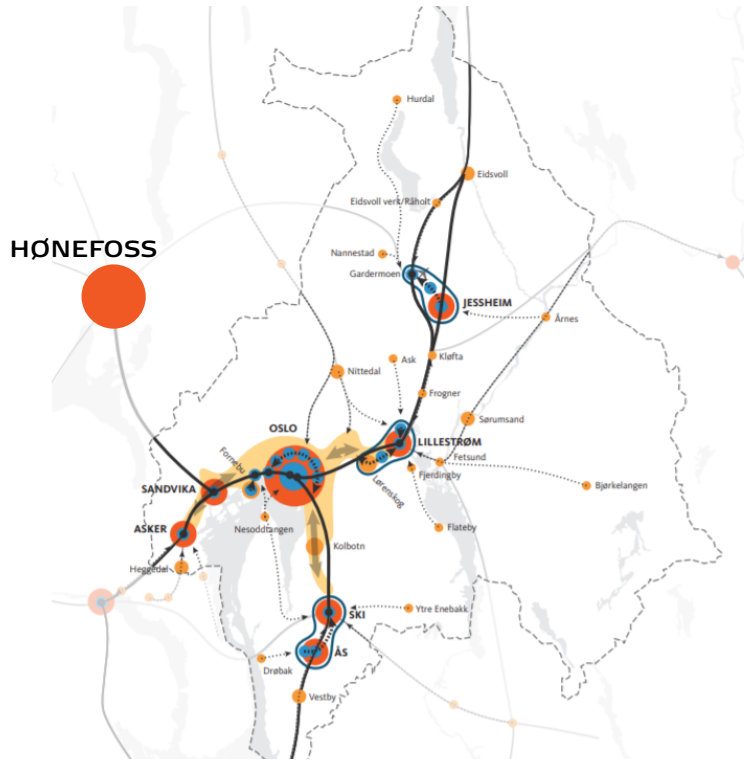 Hurdal
Eidsvoll
Eidsvoll verk/Råholt
HØNEFOSS
Nannestad
Gardermoen
JESSHEIM
Årnes
Kløfta
Ask
Nittedal
Frogner
Sørumsand
OSLO
LILLESTRØM
Fornebu
Fetsund
Fjerdingby
Lørenskog
Bjørkelangen
SANDVIKA
ASKER
Nesoddtangen
Flateby
Kolbotn
Heggedal
Ytre Enebakk
SKI
ÅS
Drøbak
Vestby